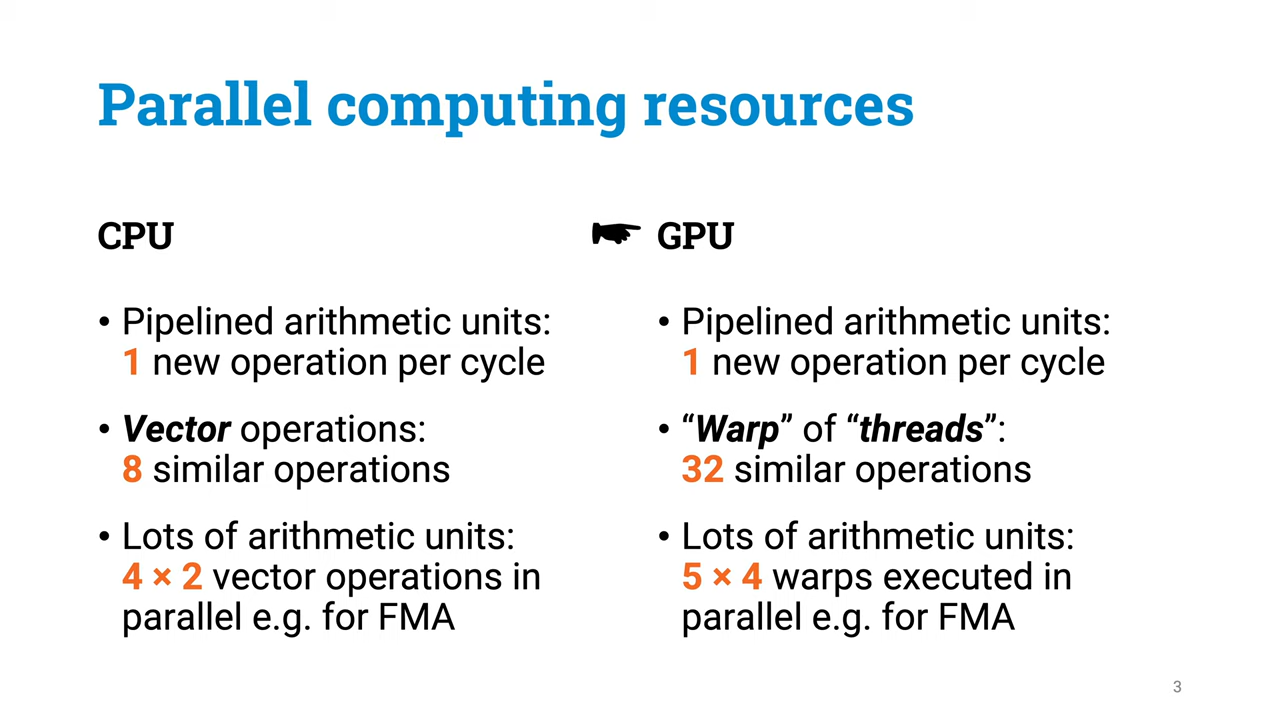 Parallel computing resources
CPU
• Pipelined arithmetic units:
1 new operation per cycle
• Vector operations:
8 similar operations
• Lots of arithmetic units:
4 × 2 vector operations in
parallel e.g. for FMA
☛ GPU
• Pipelined arithmetic units:
1 new operation per cycle
• “Warp” of “threads”:
32 similar operations
• Lots of arithmetic units:
5 × 4 warps executed in
parallel e.g. for FMA
3